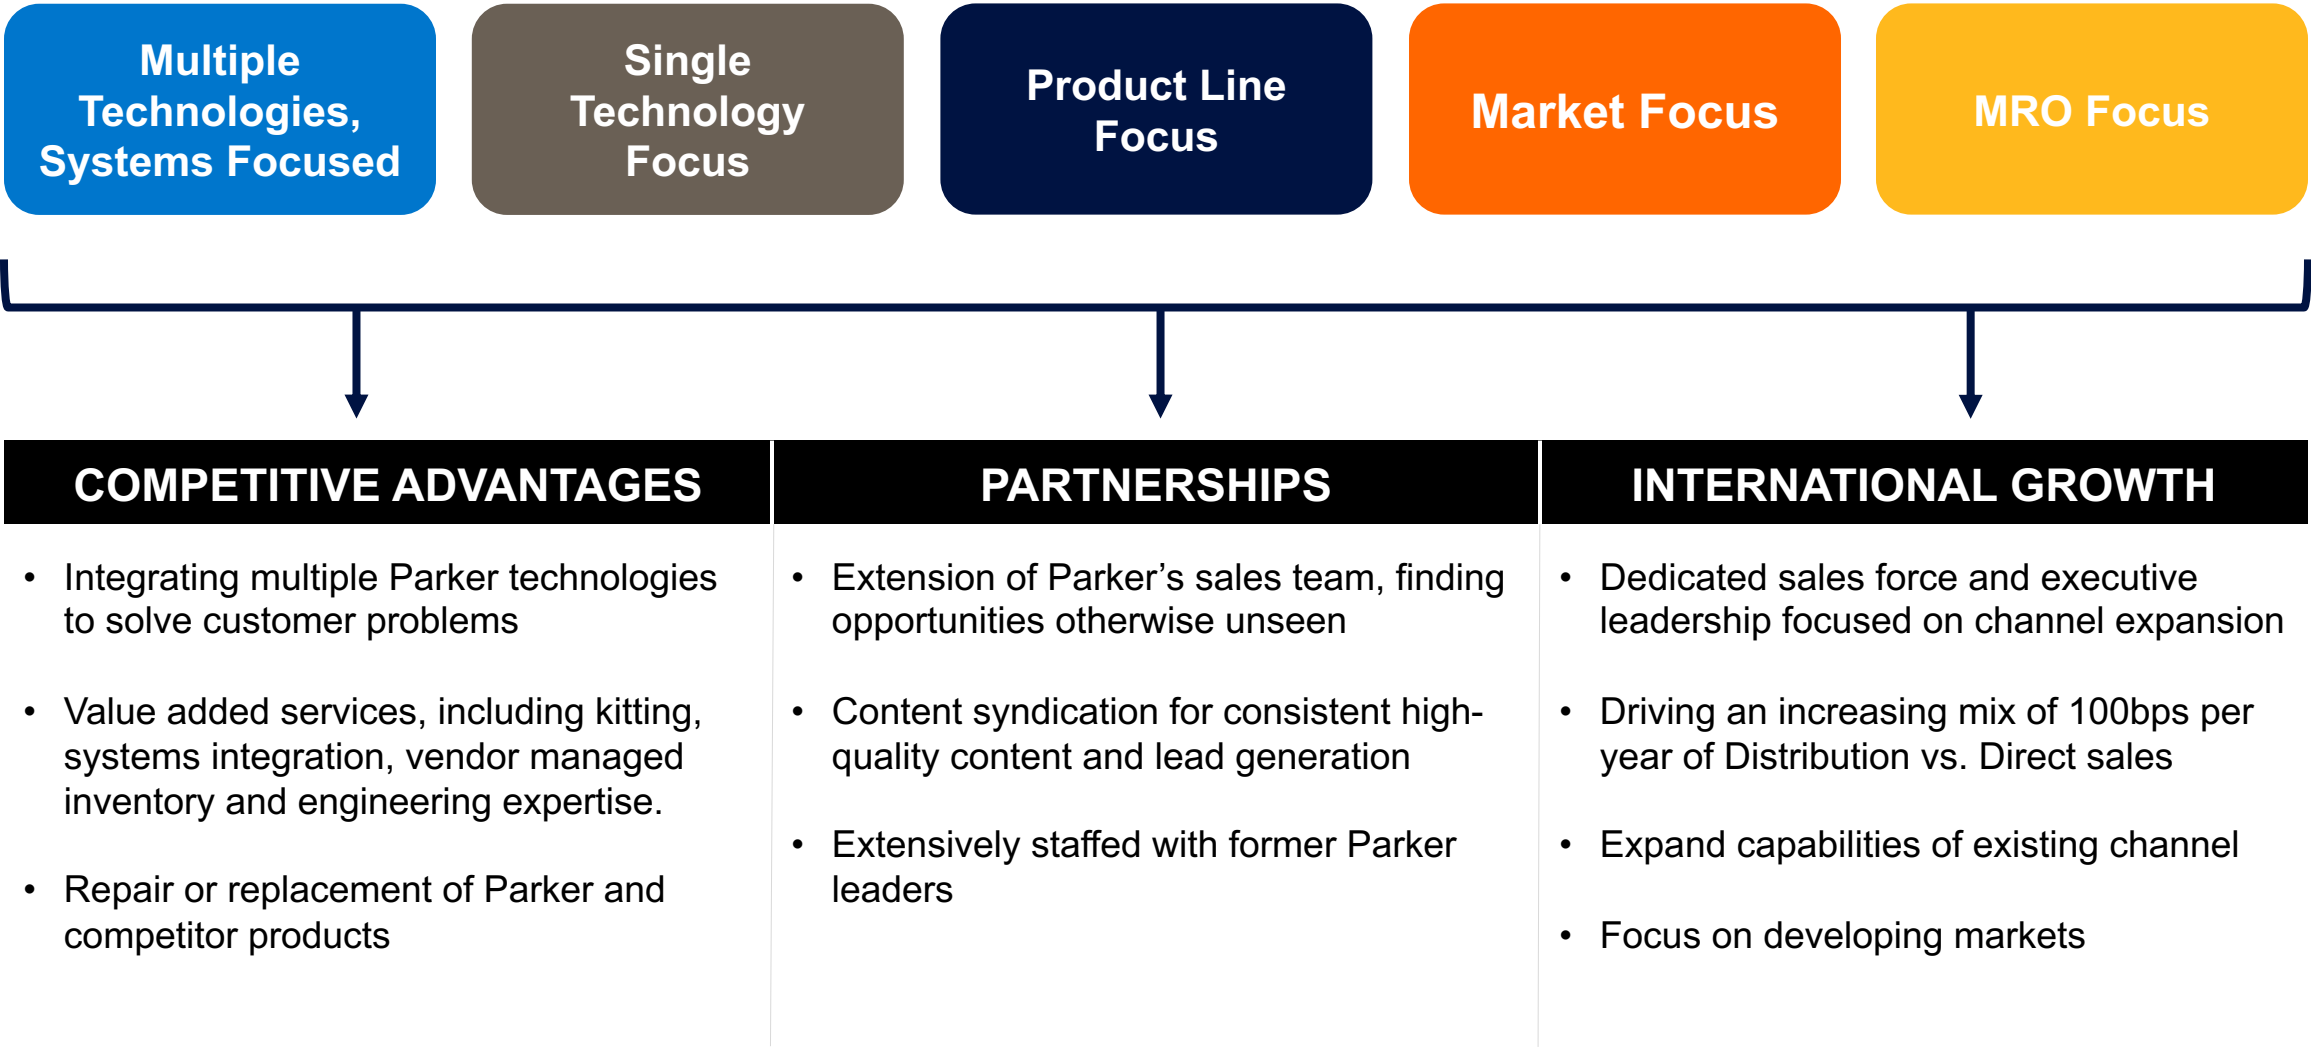 Multiple
Technologies,
Systems Focused
Single
Technology
Focus
Product Line
Focus
Market Focus
MRO Focus
COMPETITIVE ADVANTAGES
• Integrating multiple Parker technologies
to solve customer problems
• Value added services, including kitting,
systems integration, vendor managed
inventory and engineering expertise.
• Repair or replacement of Parker and
competitor products
PARTNERSHIPS
• Extension of Parker’s sales team, finding
opportunities otherwise unseen
• Content syndication for consistent high-
quality content and lead generation
• Extensively staffed with former Parker
leaders
INTERNATIONAL GROWTH
• Dedicated sales force and executive
leadership focused on channel expansion
• Driving an increasing mix of 100bps per
year of Distribution vs. Direct sales
• Expand capabilities of existing channel
• Focus on developing markets